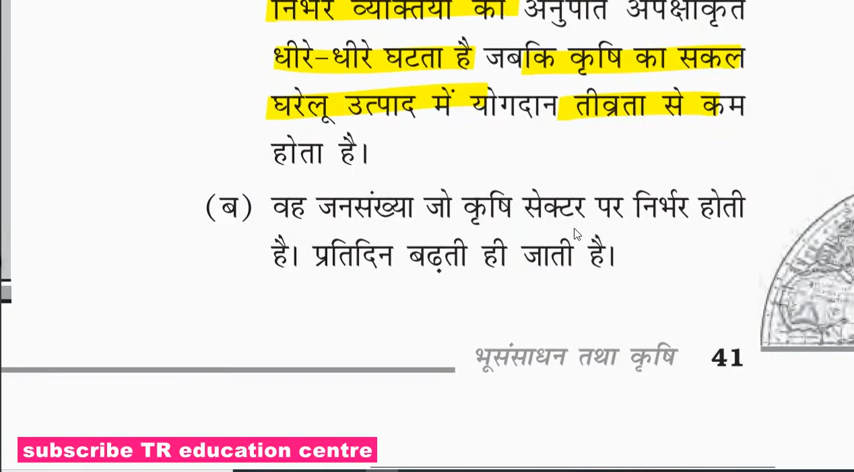 निर्भर व्यक्तियों का अनुपात अपेक्षाकृत
धीरे-धीरे घटता है जबकि कृषि का सकल
घरेलू उत्पाद में योगदान तीव्रता से कम
होता है।
(ब) वह जनसंख्या जो कृषि सेक्टर पर निर्भर होती
है। प्रतिदिन बढ़ती ही जाती है।
भूसंसाधन तथा कृषि 41
subscribe TR education centre